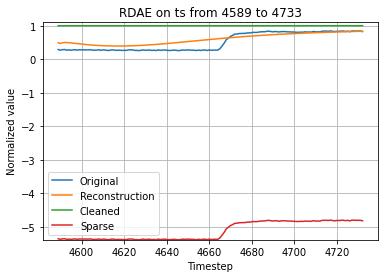 RDAE on ts from 4589 to 4733
Normalized value
1
0
−1
−2
−3
−4
−5
Original
Reconstruction
Cleaned
Sparse
4600 4620 4640 4660 4680 4700 4720
Timestep